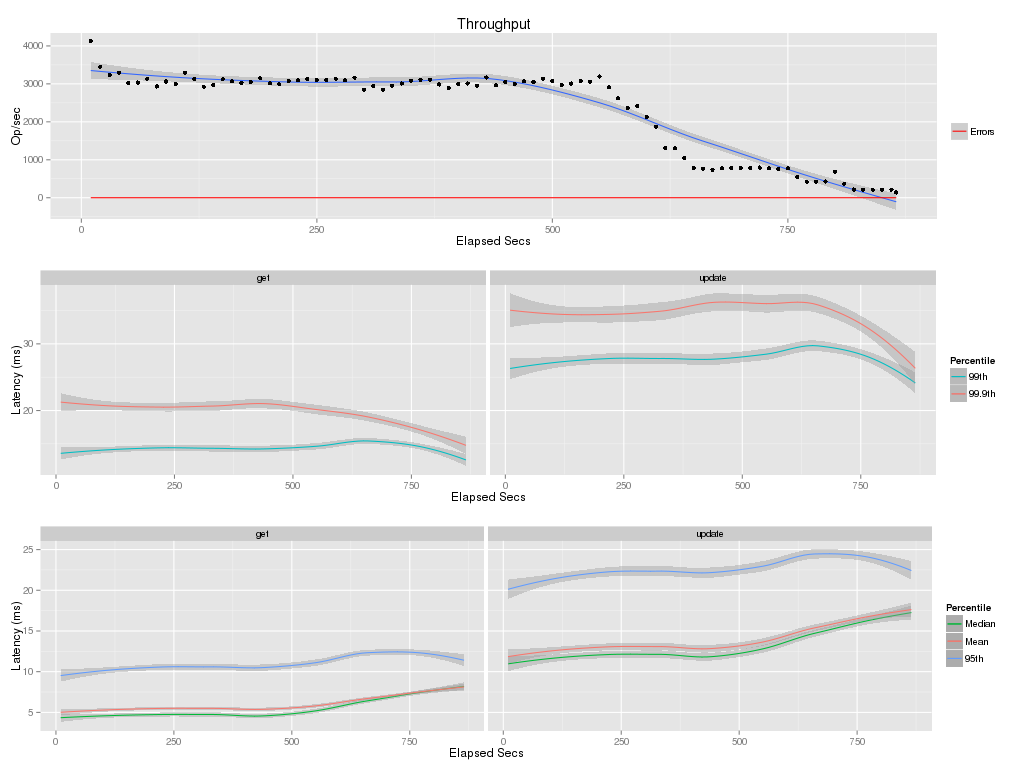 Throughput
Op/sec
4000
3000
2000
1000
0
0 250 500 750
Elapsed Secs
Errors
get update
Latency (ms)
30
20
0 250 500 750 0 250 500 750
Elapsed Secs
Percentile
99th
99.9th
get update
Latency (ms)
25
20
15
10
5
0 250 500 750 0 250 500 750
Elapsed Secs
Percentile
Median
Mean
95th